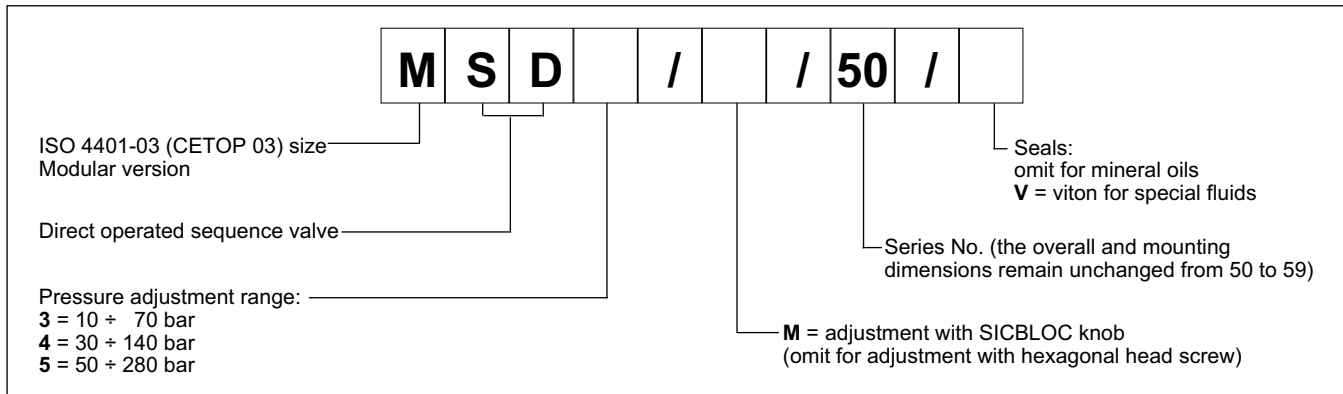 M S D / / 50 /
ISO 4401-03 (CETOP 03) size
Modular version
Direct operated sequence valve
Pressure adjustment range:
3 = 10 ÷ 70 bar
4 = 30 ÷ 140 bar
5 = 50 ÷ 280 bar
Seals:
omit for mineral oils
V = viton for special fluids
Series No. (the overall and mounting
dimensions remain unchanged from 50 to 59)
M = adjustment with SICBLOC knob
(omit for adjustment with hexagonal head screw)